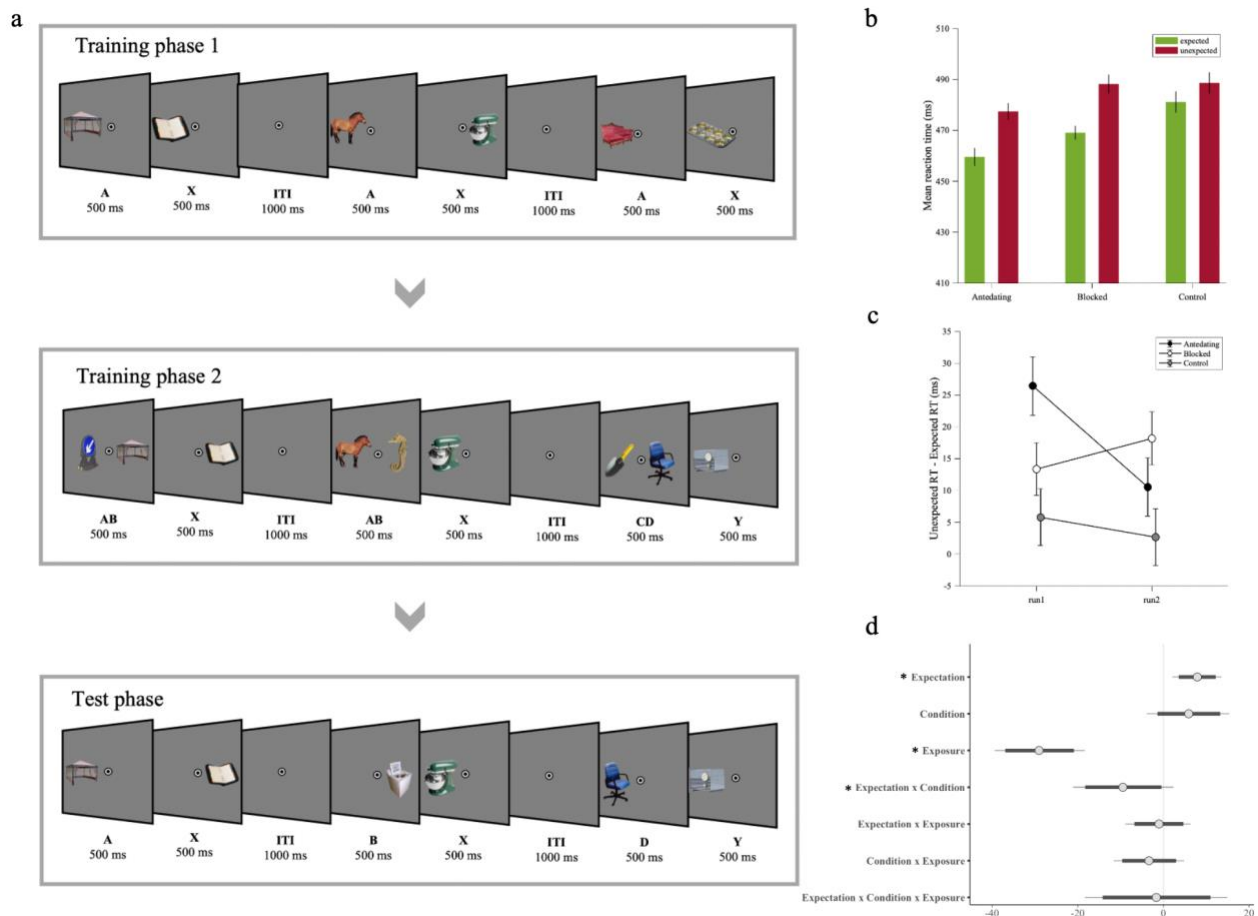 a
Training phase 1
A X ITI A X ITI A X
500 ms 500 ms 1000 ms 500 ms 500 ms 1000 ms 500 ms 500 ms
Training phase 2
AB X ITI AB X ITI CD Y
500 ms 500 ms 1000 ms 500 ms 500 ms 1000 ms 500 ms 500 ms
Test phase
A X ITI B X ITI D Y
500 ms 500 ms 1000 ms 500 ms 500 ms 1000 ms 500 ms 500 ms
b
510
490
470
450
430
410
Mean reaction time (ms)
expected
unexpected
Antedating Blocked Control
c
35
30
25
20
15
10
5
0
-5
Unexpected RT - Expected RT (ms)
Antedating
Blocked
Control
run1 run2
d
* Expectation
Condition
* Exposure
* Expectation x Condition
Expectation x Exposure
Condition x Exposure
Expectation x Condition x Exposure
-40 -20 0 -20